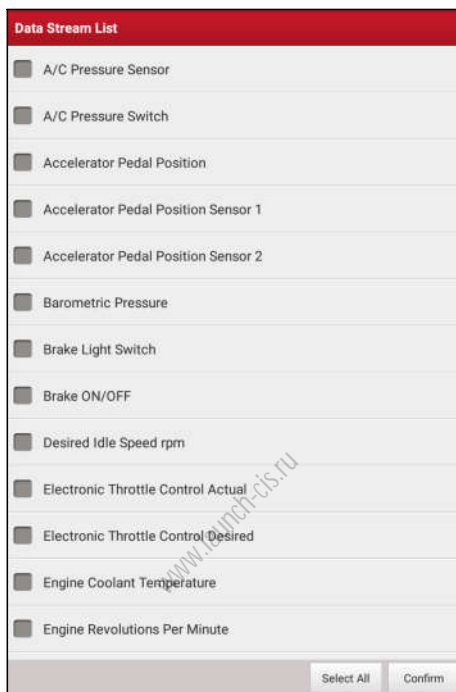 Data Stream List
A/C Pressure Sensor
A/C Pressure Switch
Accelerator Pedal Position
Accelerator Pedal Position Sensor 1
Accelerator Pedal Position Sensor 2
Barometric Pressure
Brake Light Switch
Brake ON/OFF
Desired Idle Speed rpm
Electronic Throttle Control Actual
Electronic Throttle Control Desired
Engine Coolant Temperature
Engine Revolutions Per Minute
www.launch-cis.ru
Select All Confirm